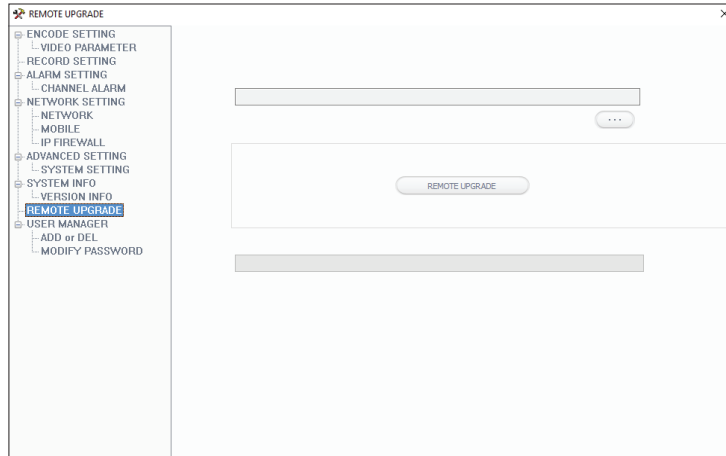 REMOTE UPGRADE
ENCODE SETTING
VIDEO PARAMETER
RECORD SETTING
ALARM SETTING
CHANNEL ALARM
NETWORK SETTING
NETWORK
MOBILE
IP FIREWALL
ADVANCED SETTING
SYSTEM SETTING
SYSTEM INFO
VERSION INFO
REMOTE UPGRADE
USER MANAGER
ADD or DEL
MODIFY PASSWORD
...
REMOTE UPGRADE